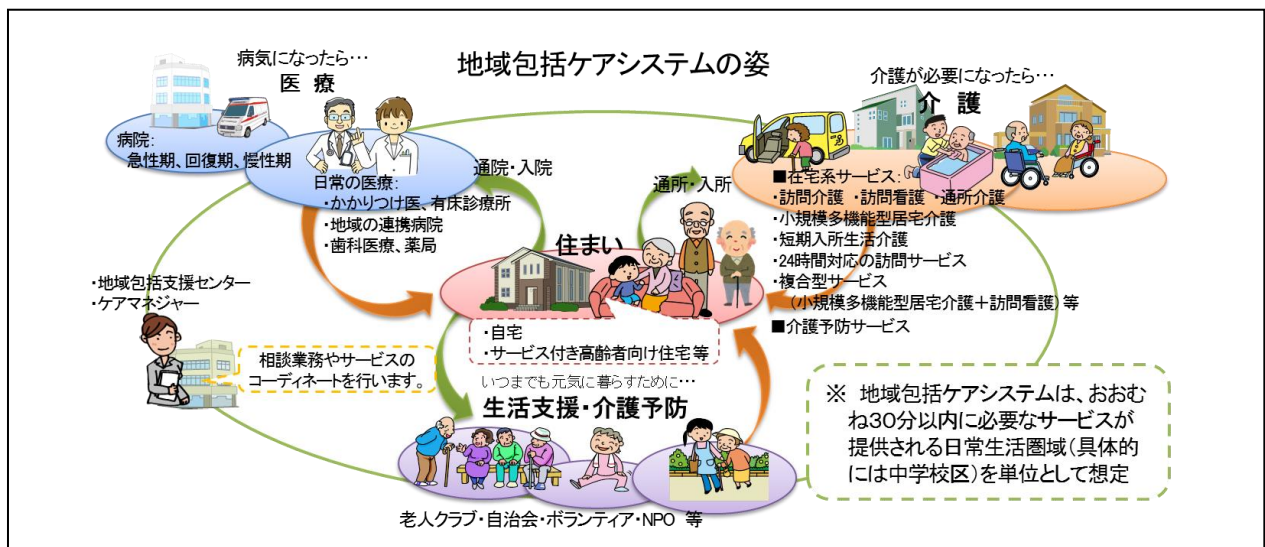 地域包括ケアシステムの姿
病気になったら…
医 療
病院:
急性期、回復期、慢性期
日常の医療:
・かかりつけ医、有床診療所
・地域の連携病院
・歯科医療、薬局
通院・入院
通所・入所
介護が必要になったら…
介 護
■在宅系サービス:
・訪問介護 ・訪問看護 ・通所介護
・小規模多機能型居宅介護
・短期入所生活介護
・24時間対応の訪問サービス
・複合型サービス
(小規模多機能型居宅介護+訪問看護)等
■介護予防サービス
住まい
・自宅
・サービス付き高齢者向け住宅等
・地域包括支援センター
・ケアマネジャー
相談業務やサービスの
コーディネートを行います。
いつまでも元気に暮らすために…
生活支援・介護予防
老人クラブ・自治会・ボランティア・NPO 等
※ 地域包括ケアシステムは、おおむ
ね30分以内に必要なサービスが
提供される日常生活圏域(具体的
には中学校区)を単位として想定